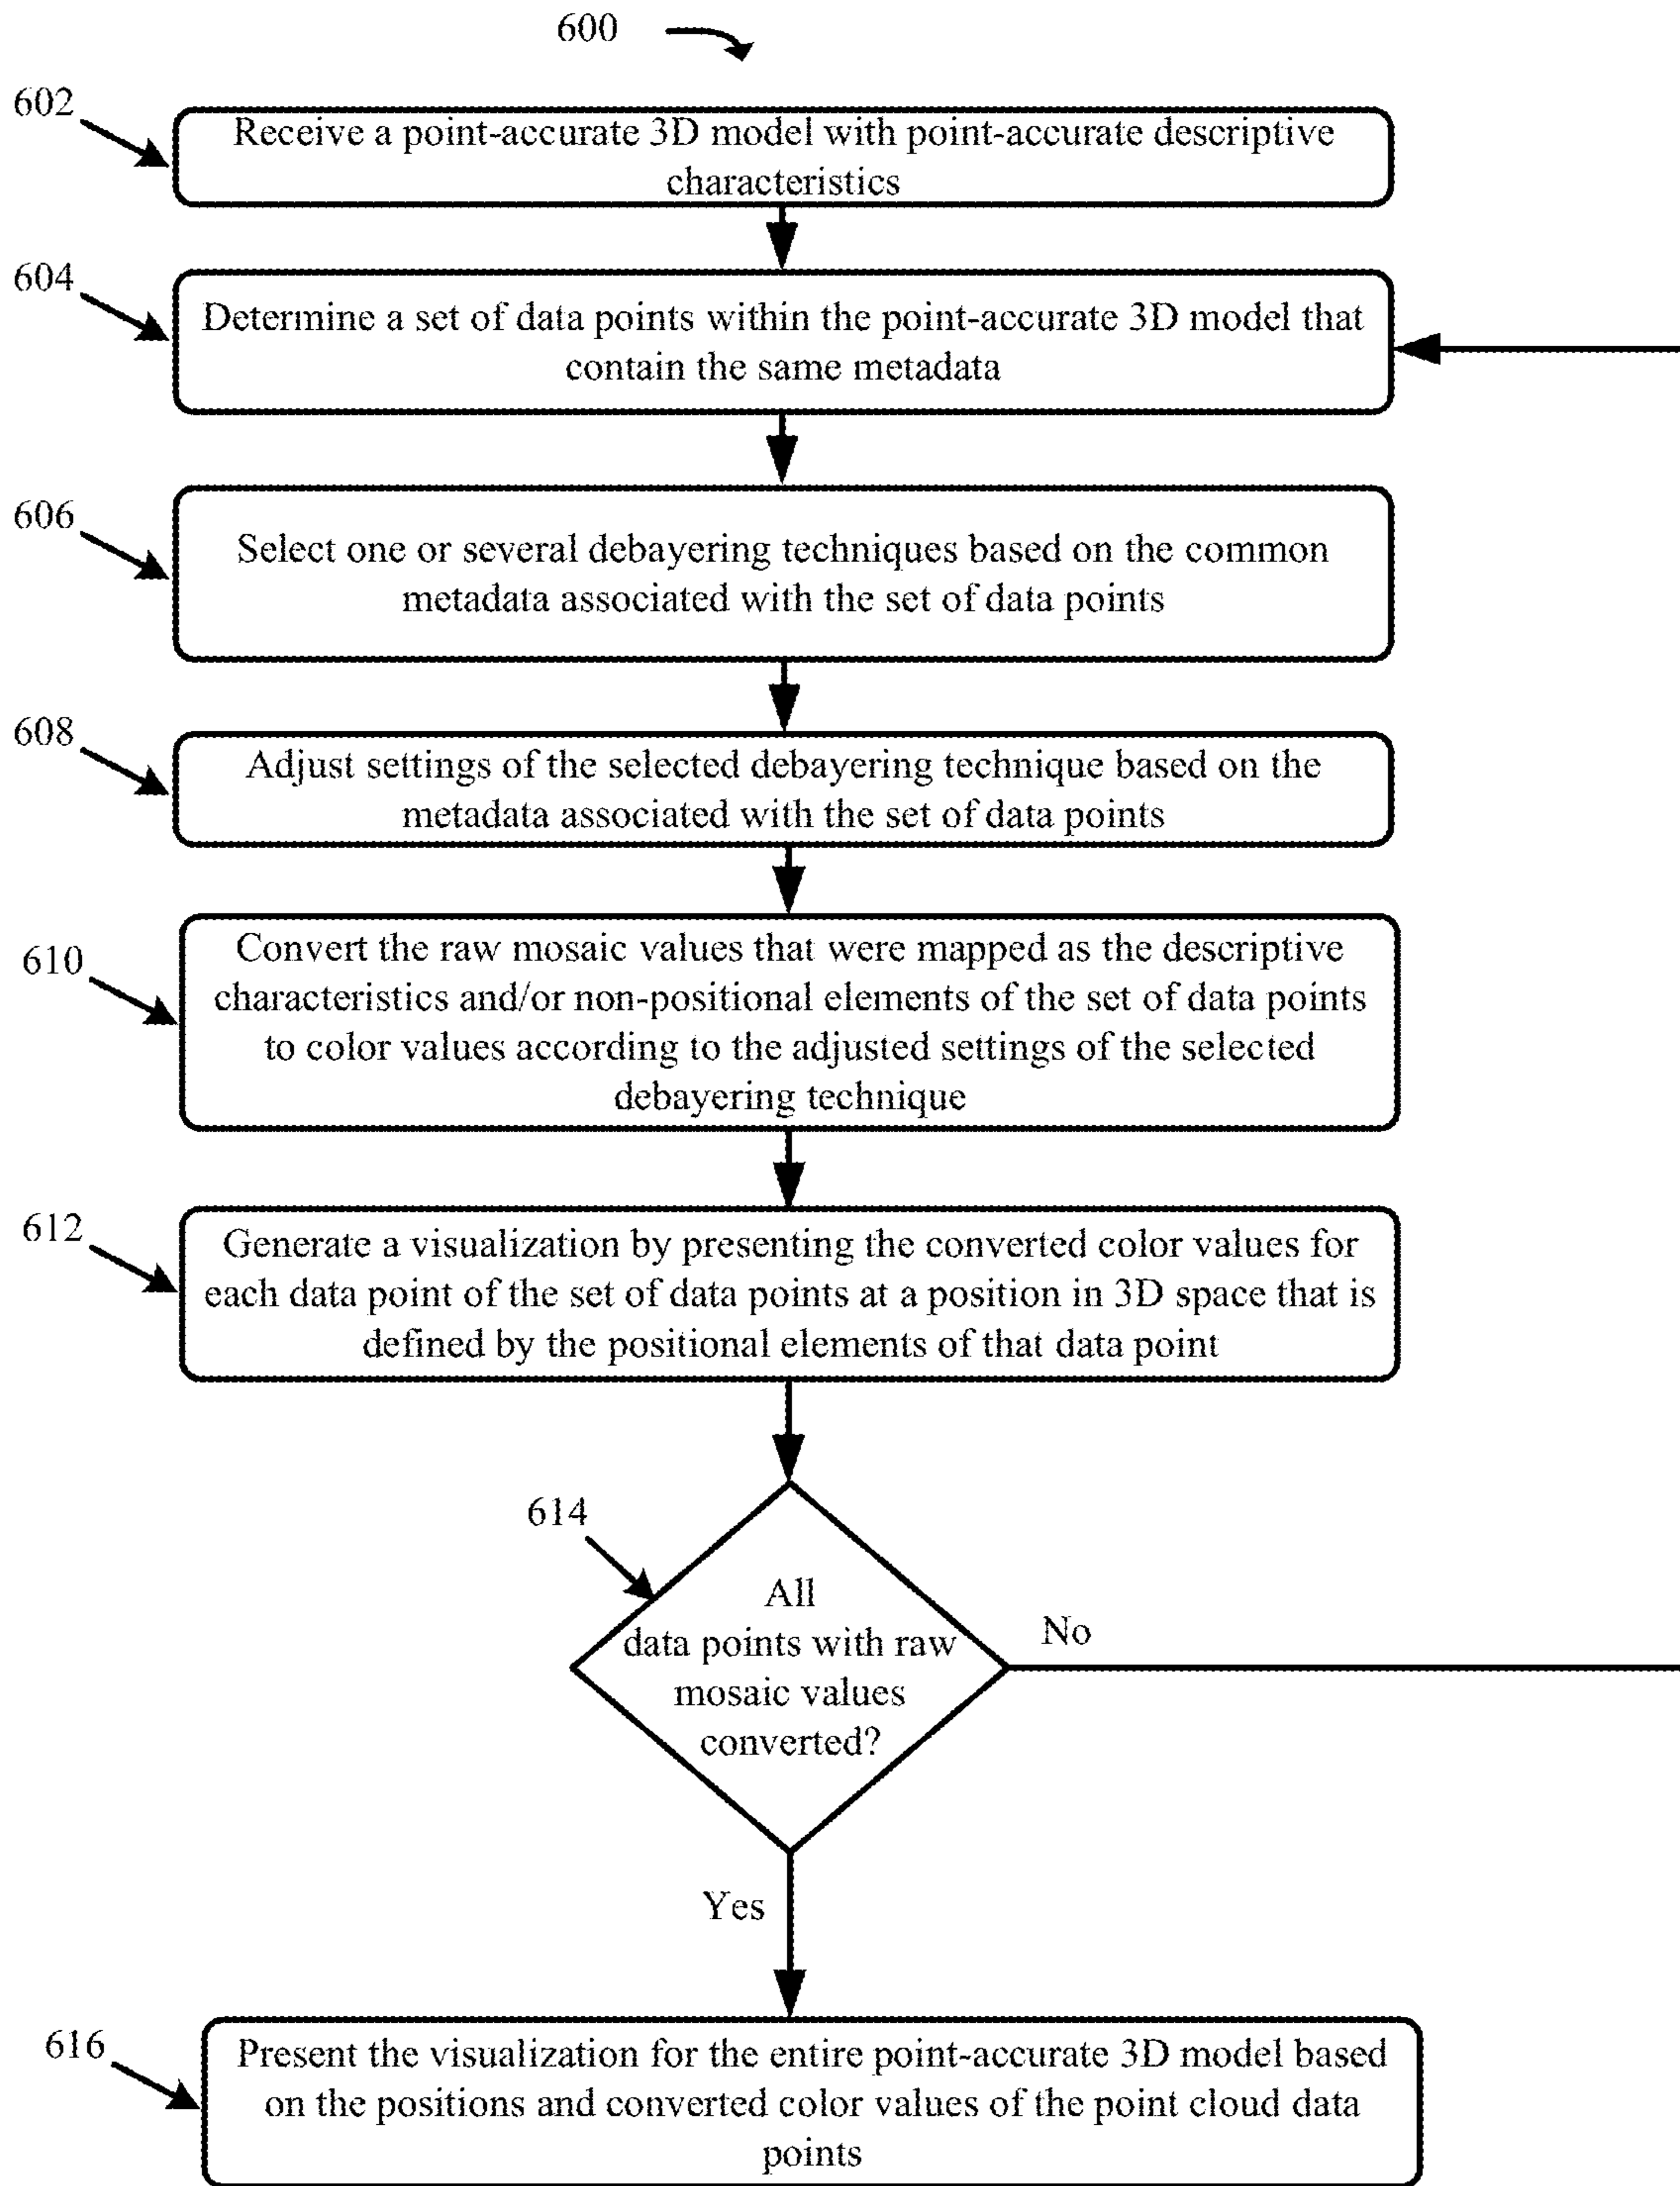 600
602
Receive a point-accurate 3D model with point-accurate descriptive
characteristics
604
Determine a set of data points within the point-accurate 3D model that
contain the same metadata
606
Select one or several debayering techniques based on the common
metadata associated with the set of data points
608
Adjust settings of the selected debayering technique based on the
metadata associated with the set of data points
610
Convert the raw mosaic values that were mapped as the descriptive
characteristics and/or non-positional elements of the set of data points
to color values according to the adjusted settings of the selected
debayering technique
612
Generate a visualization by presenting the converted color values for
each data point of the set of data points at a position in 3D space that is
defined by the positional elements of that data point
614
All
data points with raw
mosaic values
converted?
No
Yes
616
Present the visualization for the entire point-accurate 3D model based
on the positions and converted color values of the point cloud data
points